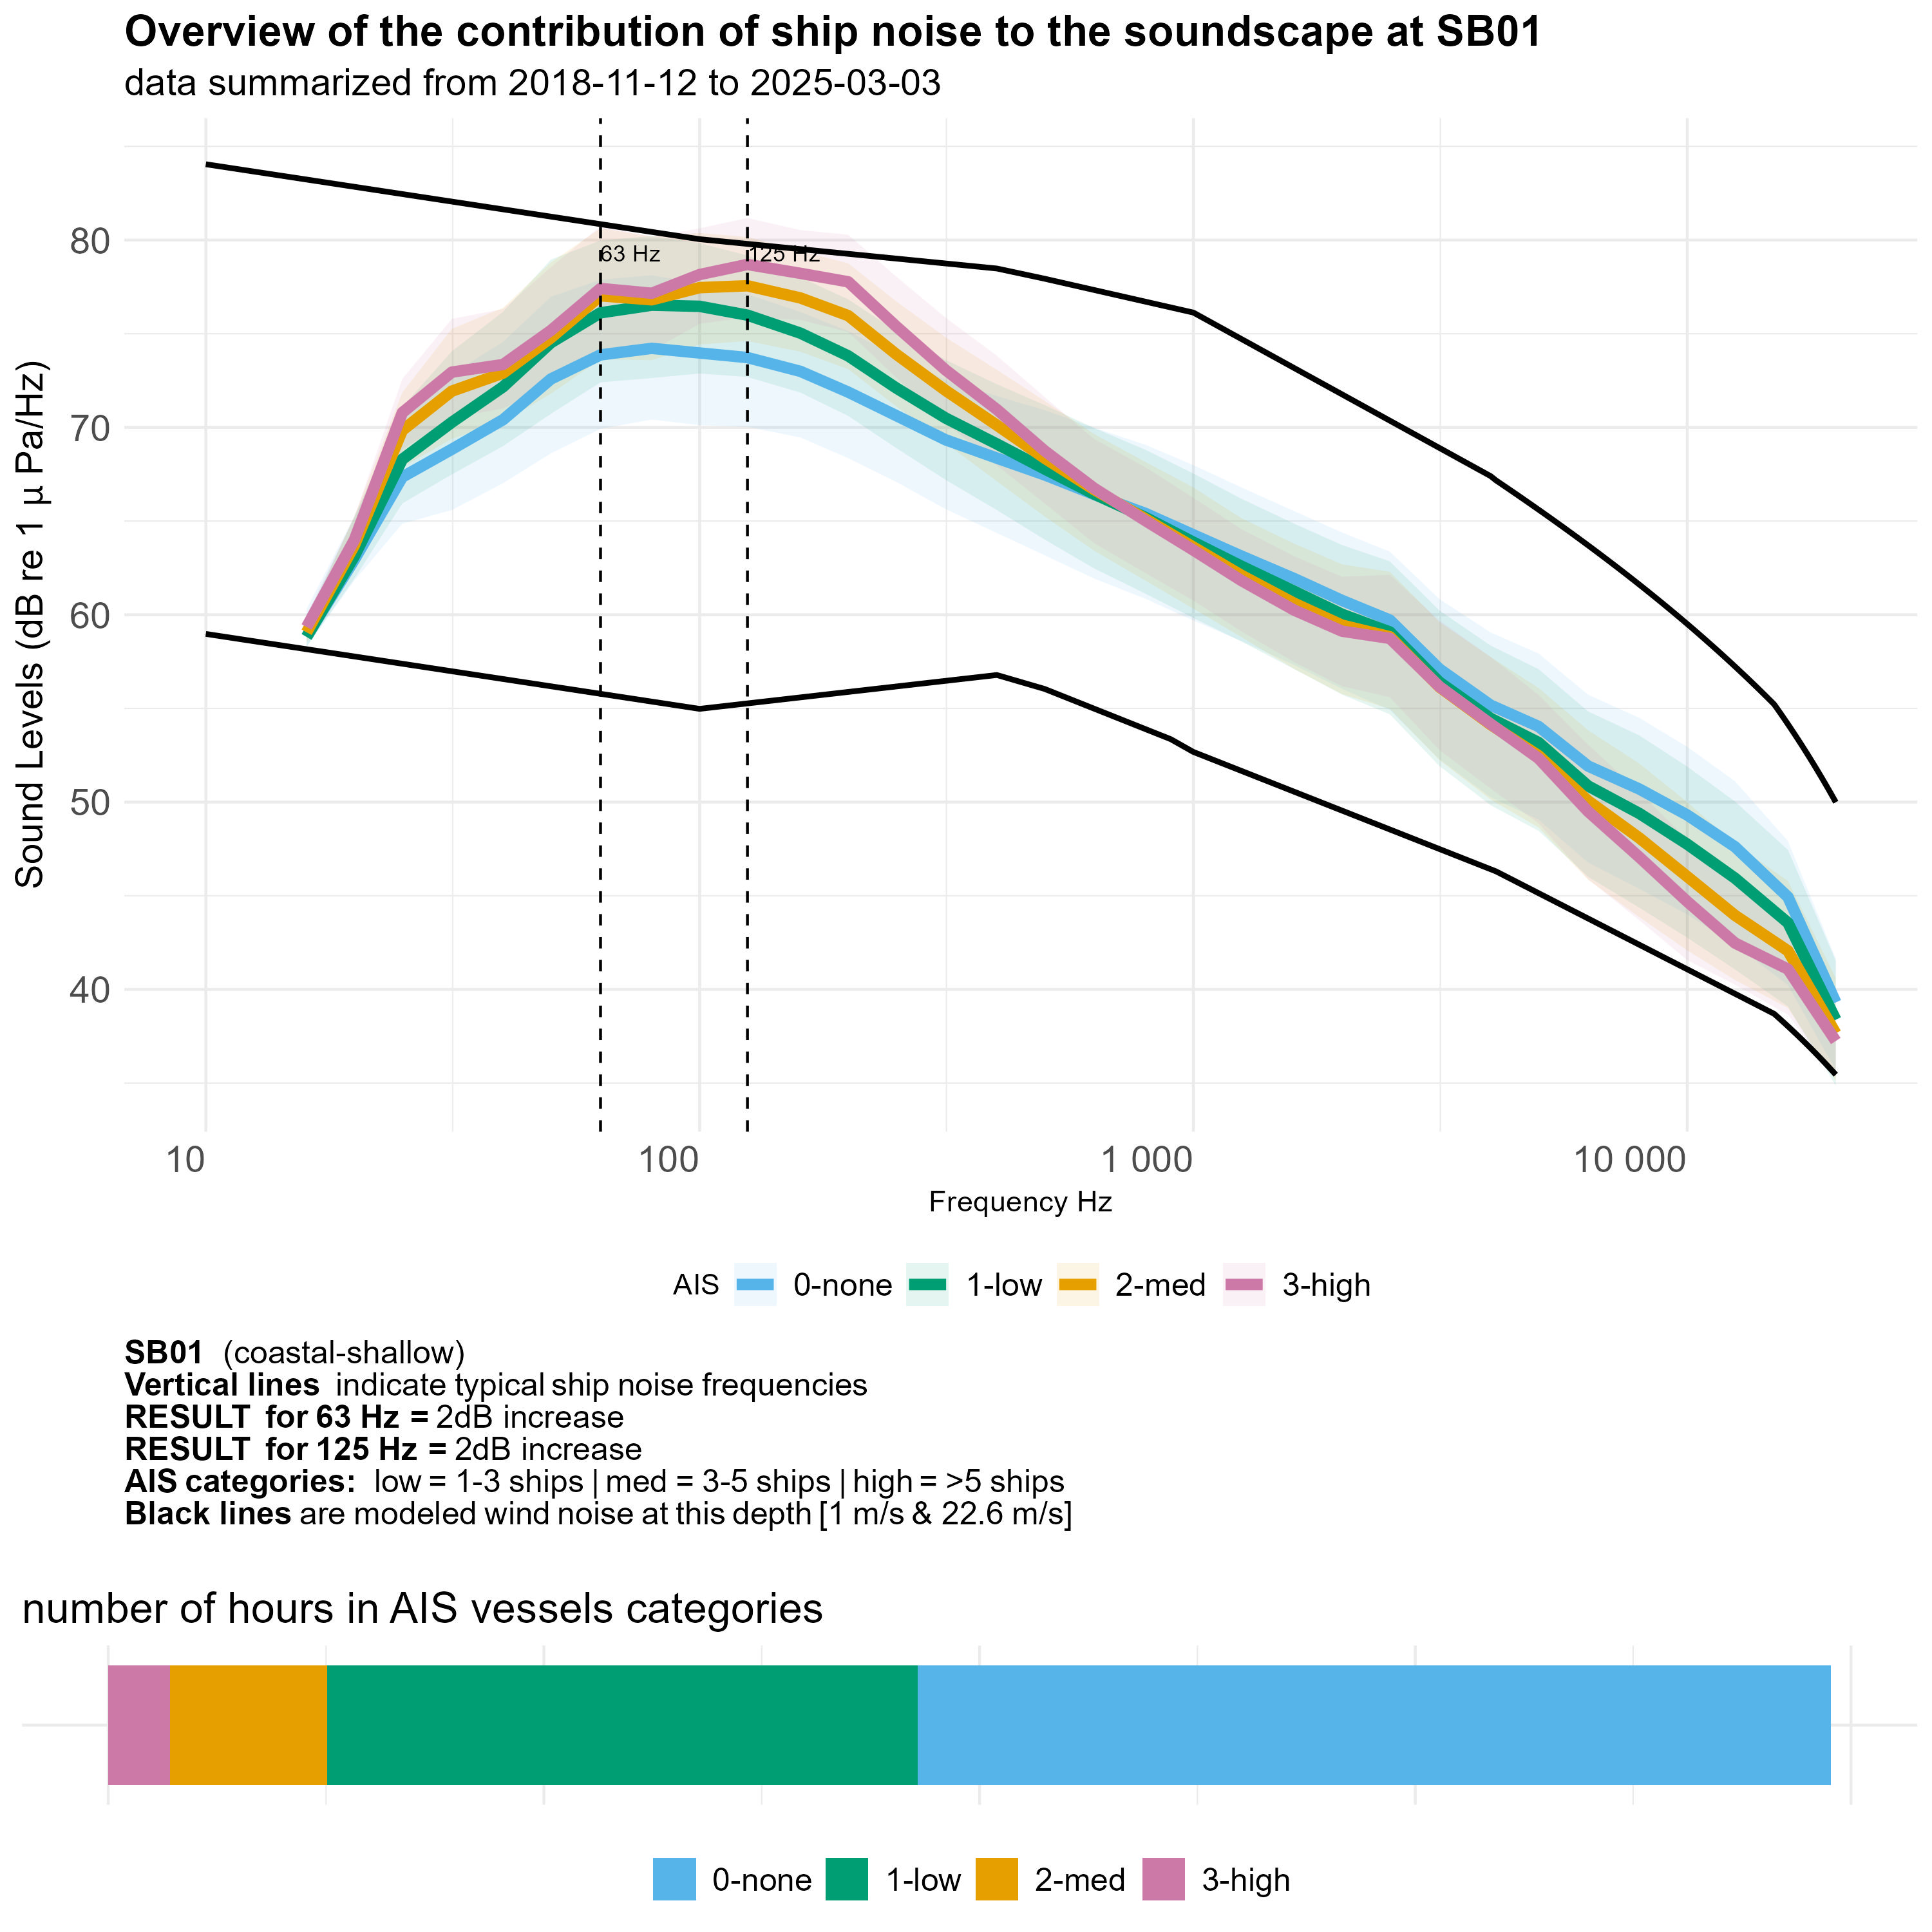 Overview of the contribution of ship noise to the soundscape at SB01
data summarized from 2018-11-12 to 2025-03-03
Sound Levels (dB re 1 µ Pa/Hz)
80
70
60
50
40
63 Hz
125 Hz
10
100
1 000
10 000
Frequency Hz
AIS 0-none 1-low 2-med 3-high
SB01 (coastal-shallow)
Vertical lines indicate typical ship noise frequencies
RESULT for 63 Hz = 2dB increase
RESULT for 125 Hz = 2dB increase
AIS categories: low = 1-3 ships | med = 3-5 ships | high = >5 ships
Black lines are modeled wind noise at this depth [1 m/s & 22.6 m/s]
number of hours in AIS vessels categories
0-none 1-low 2-med 3-high